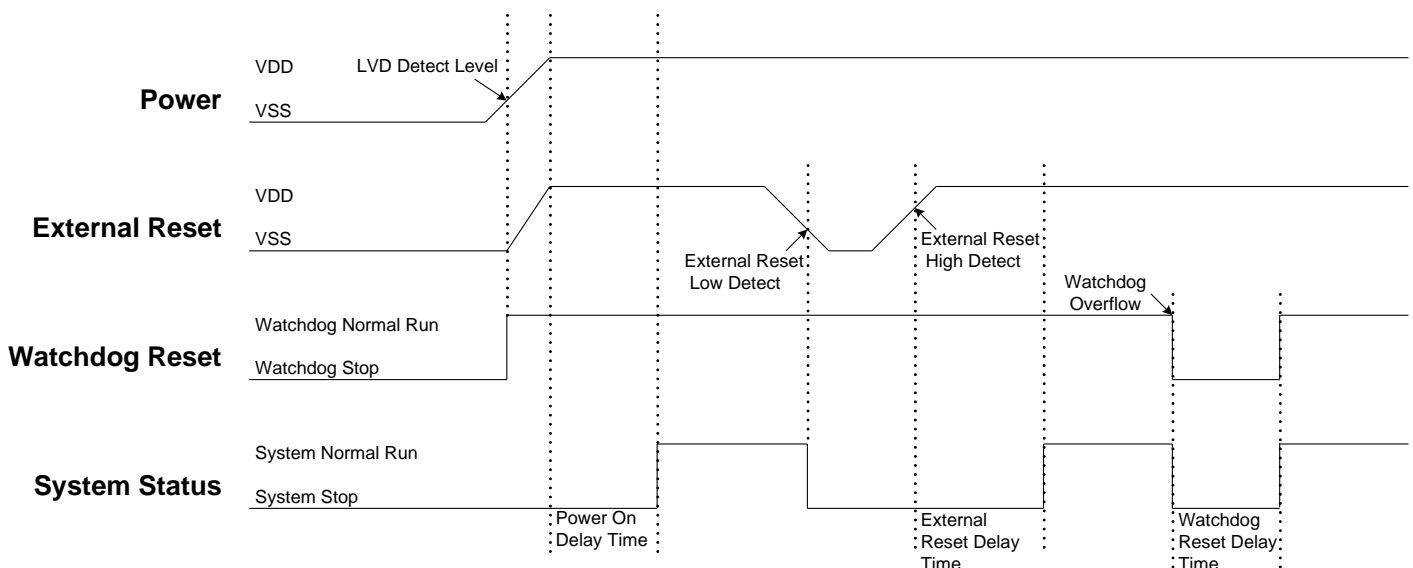 VDD
LVD Detect Level
Power
VSS
VDD
External Reset
VSS
External Reset
Low Detect
External Reset
High Detect
Watchdog
Overflow
Watchdog Normal Run
Watchdog Reset
Watchdog Stop
System Normal Run
System Status
System Stop
Power On
Delay Time
External
Reset Delay
Time
Watchdog
Reset Delay
Time